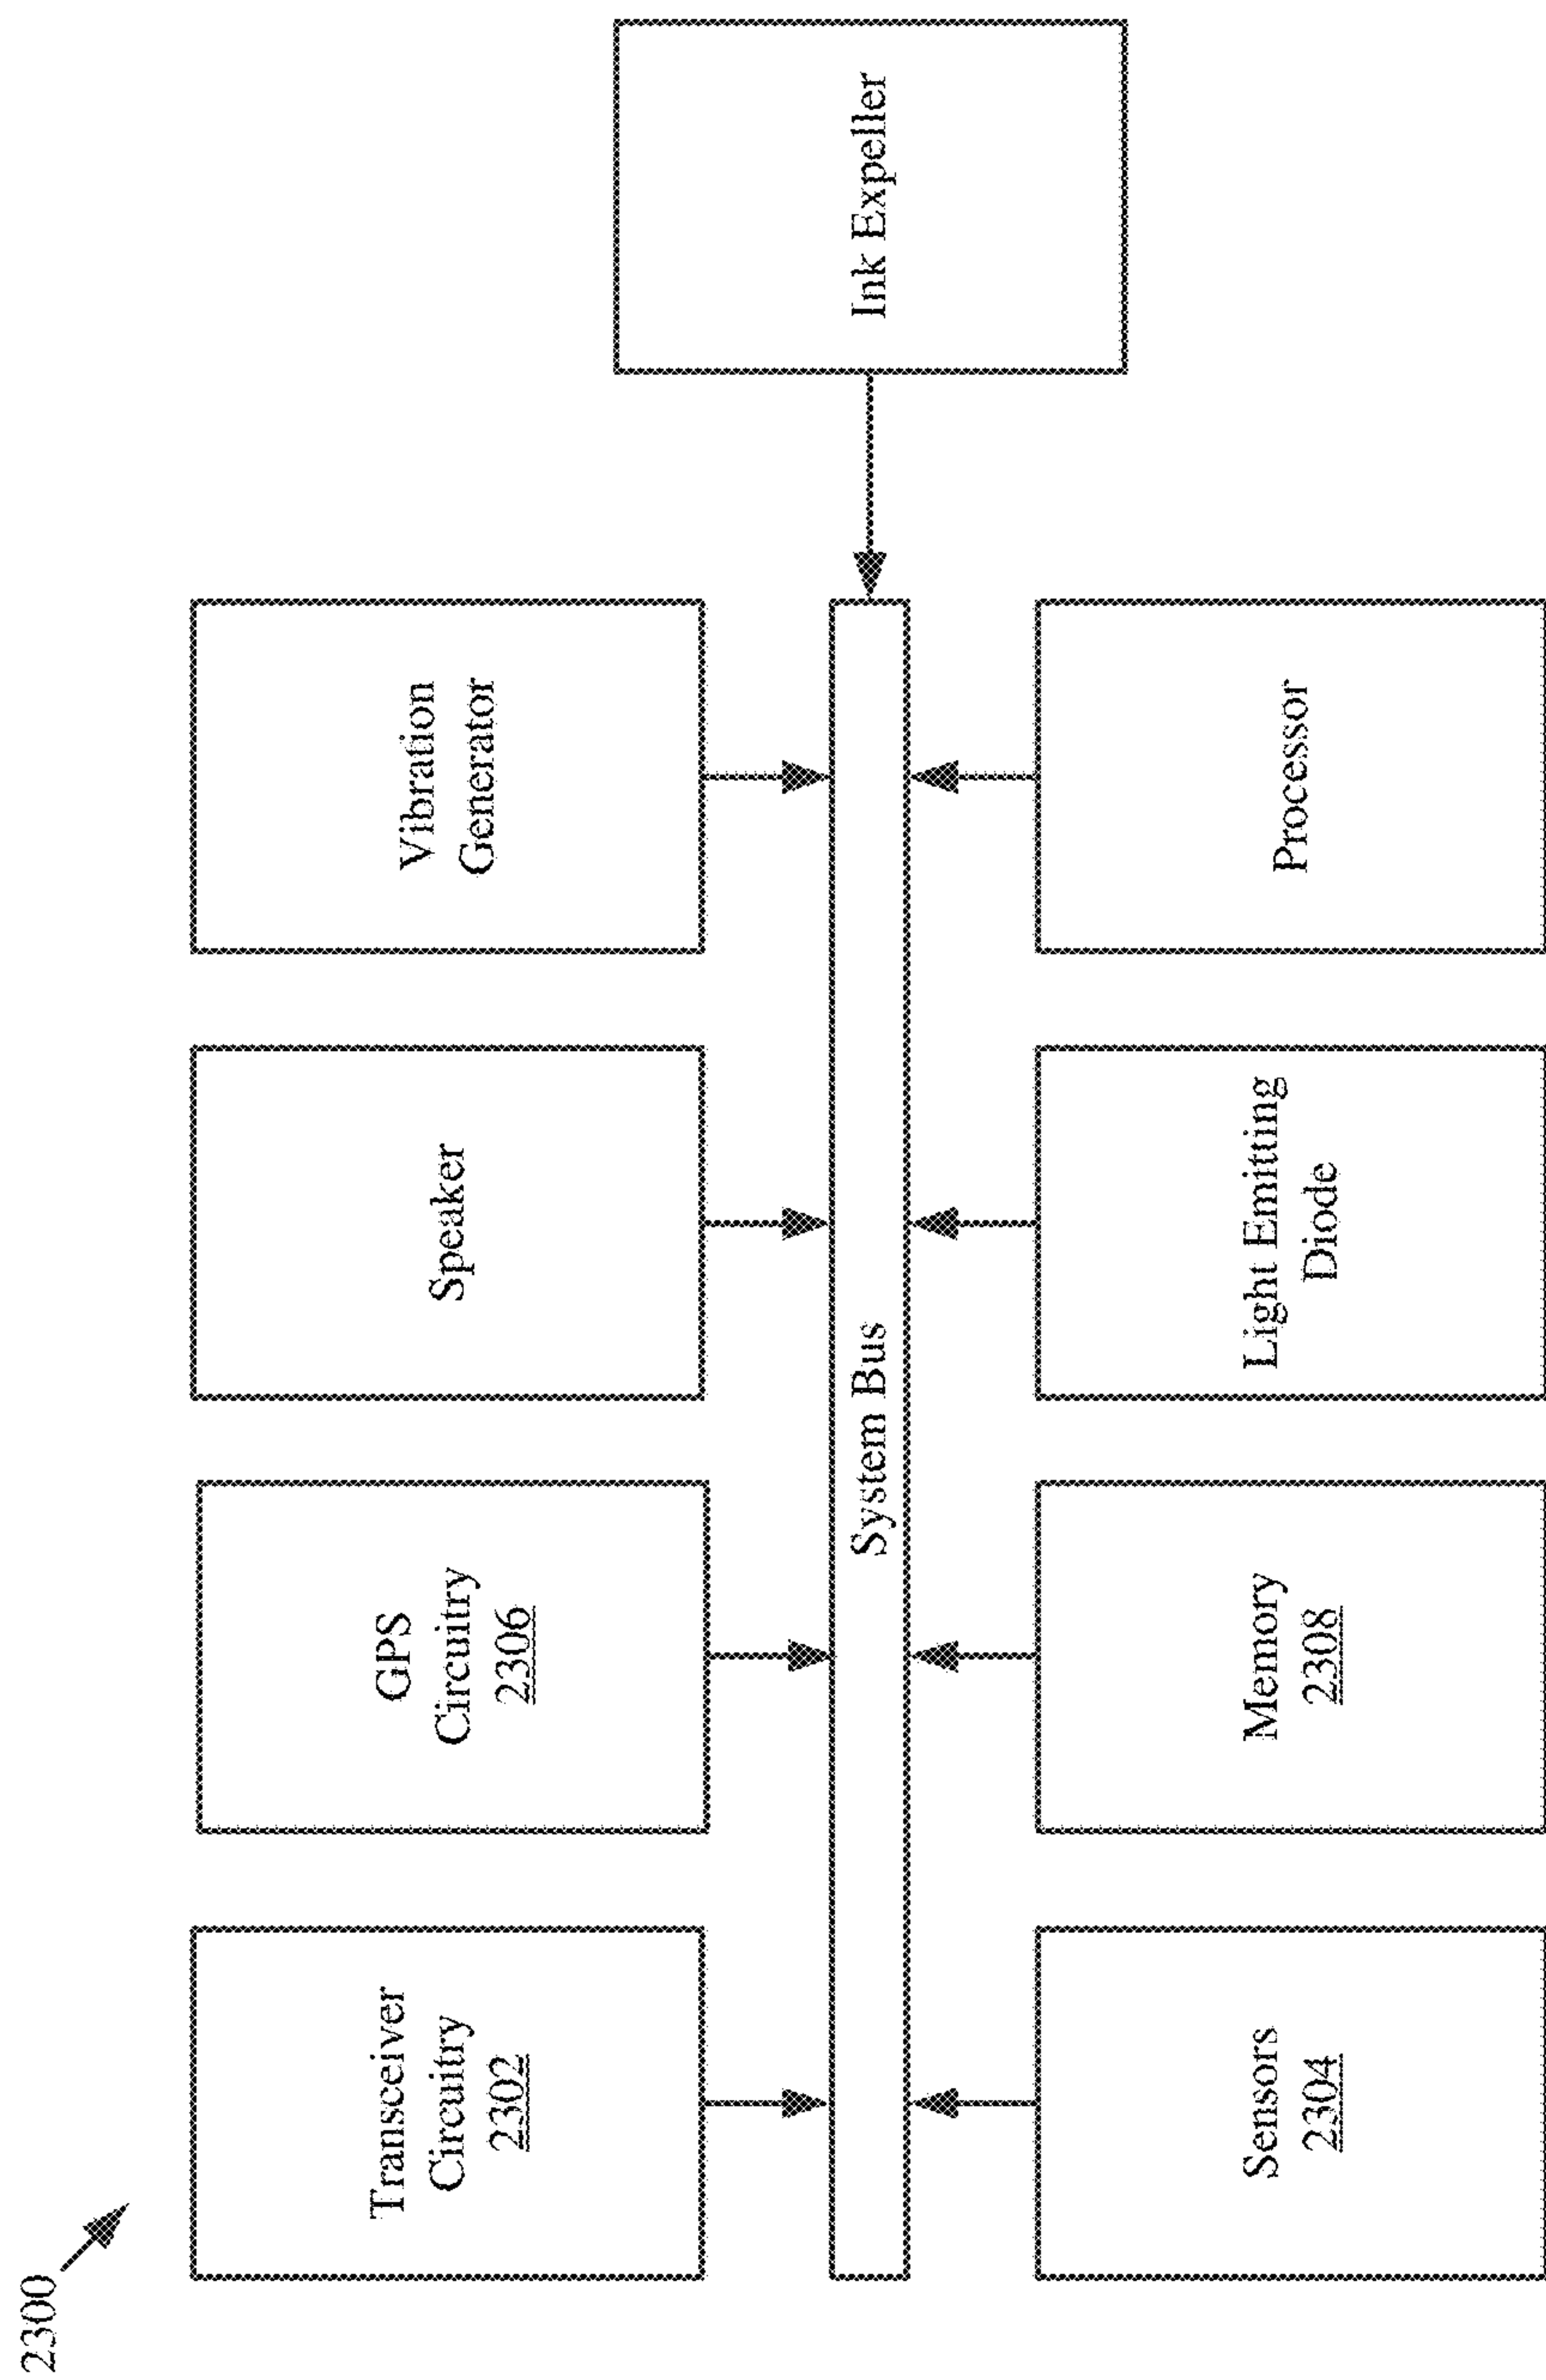 2300
Transceiver
Circuitry
2302
GPS
Circuitry
2306
Speaker
Vibration
Generator
System Bus
Ink Expeller
Sensors
2304
Memory
2308
Light Emitting
Diode
Processor